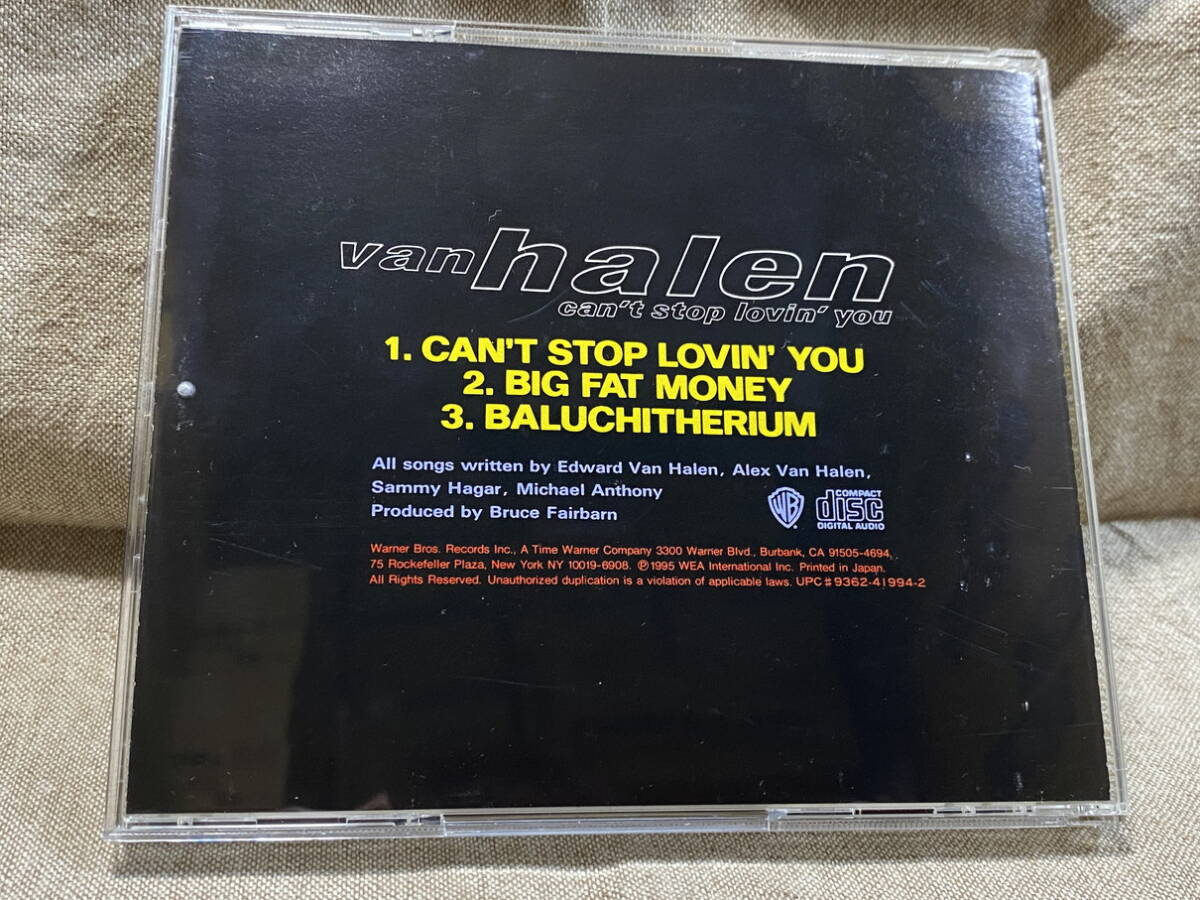 van halen
can't stop lovin' you
1. CAN'T STOP LOVIN' YOU
2. BIG FAT MONEY
3. BALUCHITHERIUM
All songs written by Edward Van Halen, Alex Van Halen,
Sammy Hagar, Michael Anthony
Produced by Bruce Fairbarn
WB
COMPACT
disc
DIGITAL AUDIO
Warner Bros. Records Inc., A Time Warner Company 3300 Warner Blvd., Burbank, CA 91505-4694,
75 Rockefeller Plaza, New York NY 10019-6908. ℗1995 WEA International Inc. Printed in Japan.
All Rights Reserved. Unauthorized duplication is a violation of applicable laws. UPC#9362-41994-2